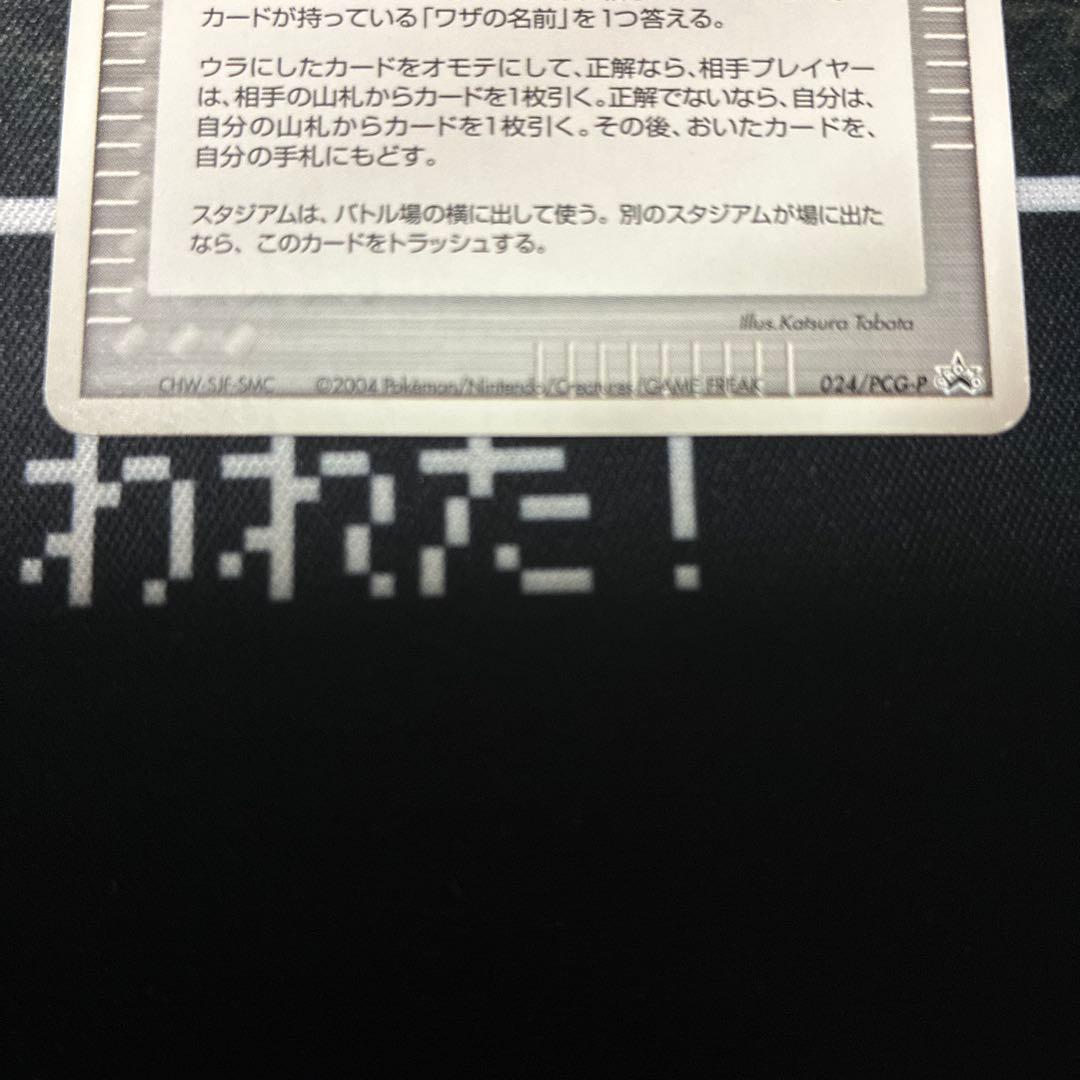 カードが持っている「ワザの名前」を1つ答える。
ウラにしたカードをオモテにして、正解なら、相手プレイヤー
は、相手の山札からカードを1枚引く。正解でないなら、自分は、
自分の山札からカードを1枚引く。その後、おいたカードを、
自分の手札にもどす。
スタジアムは、バトル場の横に出して使う。別のスタジアムが場に出た
なら、このカードをトラッシュする。
Illus. Katsura Tabata
CHW-SJF-SMC ©2004 Pokémon/Nintendo/Creatures/GAME FREAK 024/PCG-P
われた!